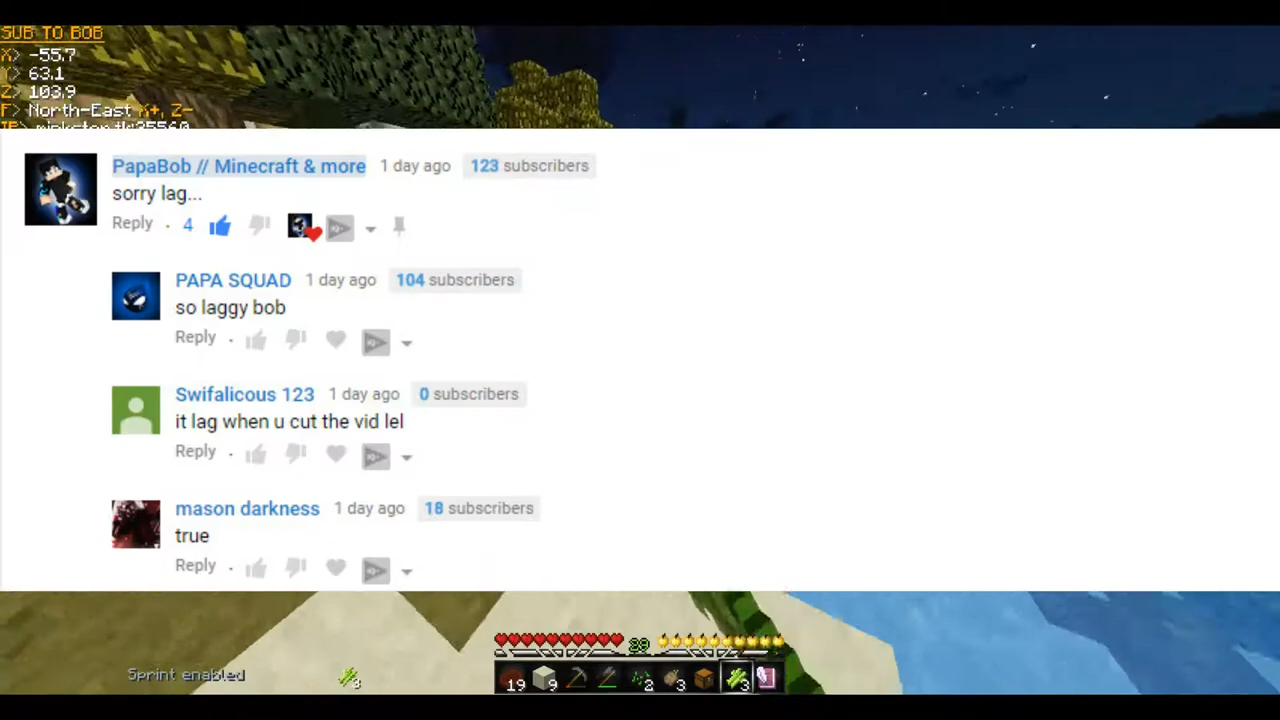 SUB TO BOB
X> -55.7
Y> 63.1
Z> 103.9
F> North-East X+, Z-
PapaBob // Minecraft & more 1 day ago 123 subscribers
sorry lag...
Reply · 4
PAPA SQUAD 1 day ago 104 subscribers
so laggy bob
Reply ·
Swifalicous 123 1 day ago 0 subscribers
it lag when u cut the vid lel
Reply ·
mason darkness 1 day ago 18 subscribers
true
Reply ·
Sprint enabled
3
19 9 2 3 3